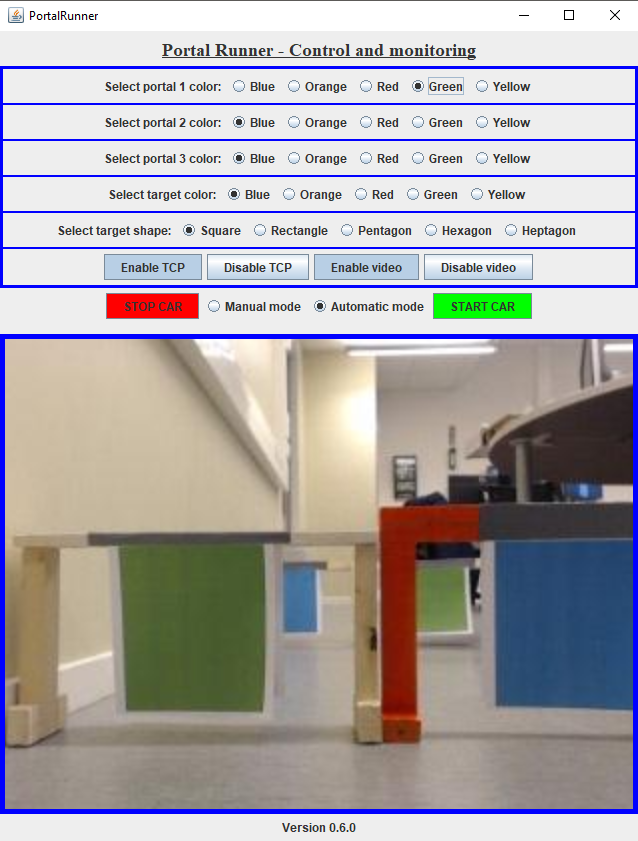 PortalRunner
Portal Runner - Control and monitoring
Select portal 1 color: Blue Orange Red Green Yellow
Select portal 2 color: Blue Orange Red Green Yellow
Select portal 3 color: Blue Orange Red Green Yellow
Select target color: Blue Orange Red Green Yellow
Select target shape: Square Rectangle Pentagon Hexagon Heptagon
Enable TCP Disable TCP Enable video Disable video
STOP CAR Manual mode Automatic mode START CAR
Version 0.6.0